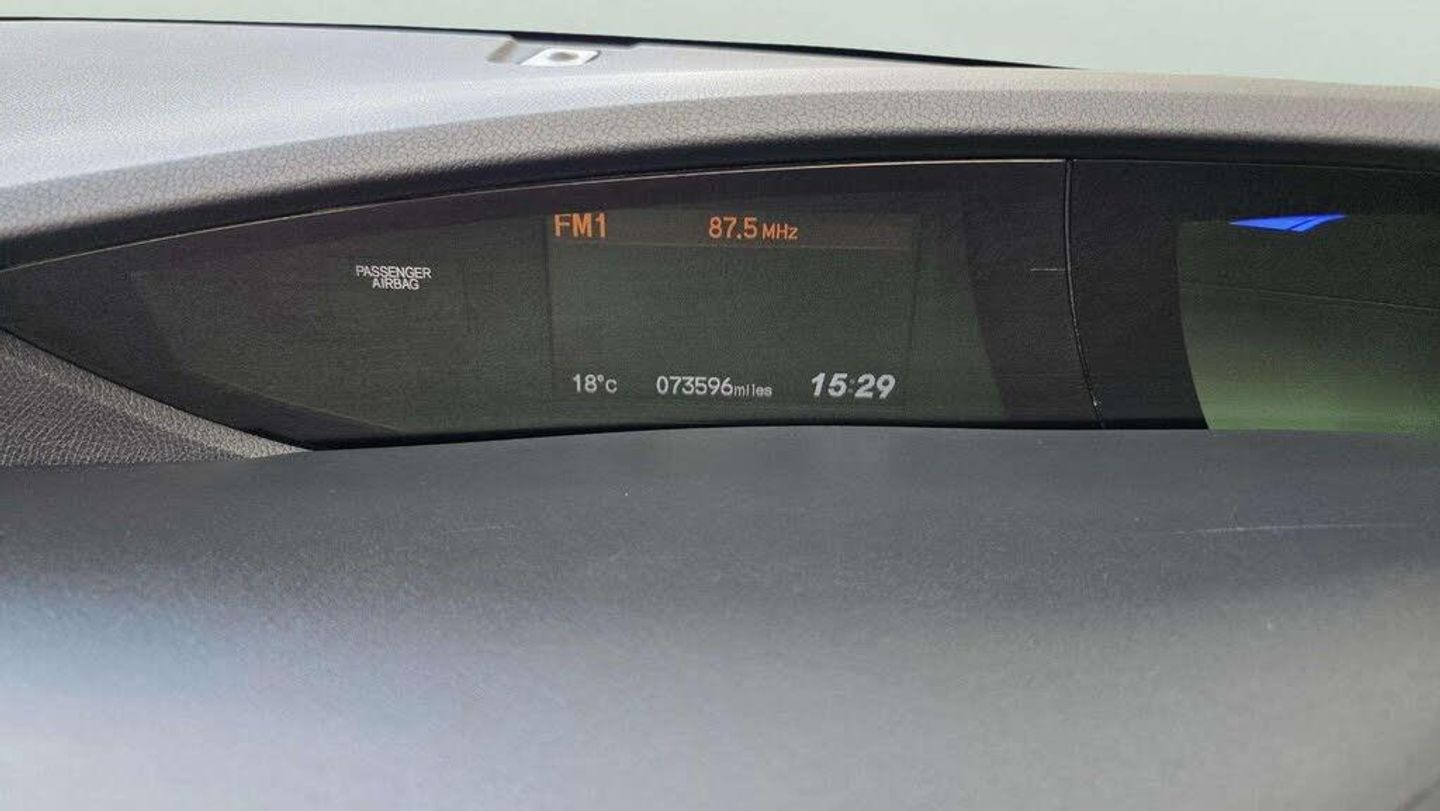 FM1 87.5 MHz
PASSENGER
AIRBAG
18°c 073596miles 15:29